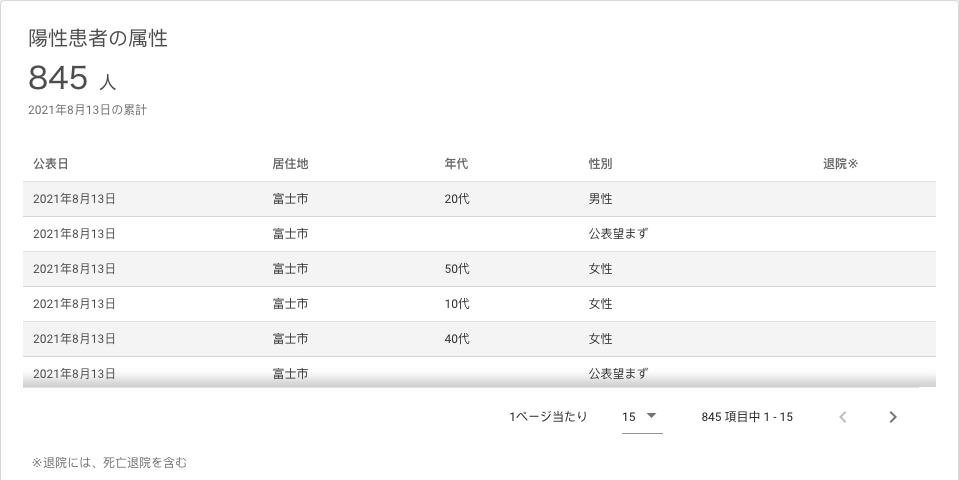 陽性患者の属性
845 人
2021年8月13日の累計
公表日 居住地 年代 性別 退院※
2021年8月13日 富士市 20代 男性
2021年8月13日 富士市 公表望まず
2021年8月13日 富士市 50代 女性
2021年8月13日 富士市 10代 女性
2021年8月13日 富士市 40代 女性
2021年8月13日 富士市 公表望まず
1ページ当たり 15 845 項目中 1 - 15
※退院には、死亡退院を含む